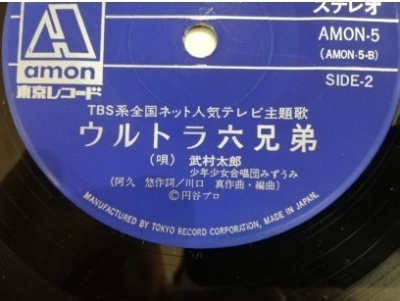 ステレオ
AMON-5
(AMON-5-B)
SIDE-2
A
amon
東京レコード
TBS系全国ネット人気テレビ主題歌
ウルトラ六兄弟
(唄) 武村太郎
少年少女合唱団みずうみ
(阿久 悠作詞/川口 真作曲・編曲)
Ⓒ円谷プロ
MANUFACTURED BY TOKYO RECORD CORPORATION, MADE IN JAPAN